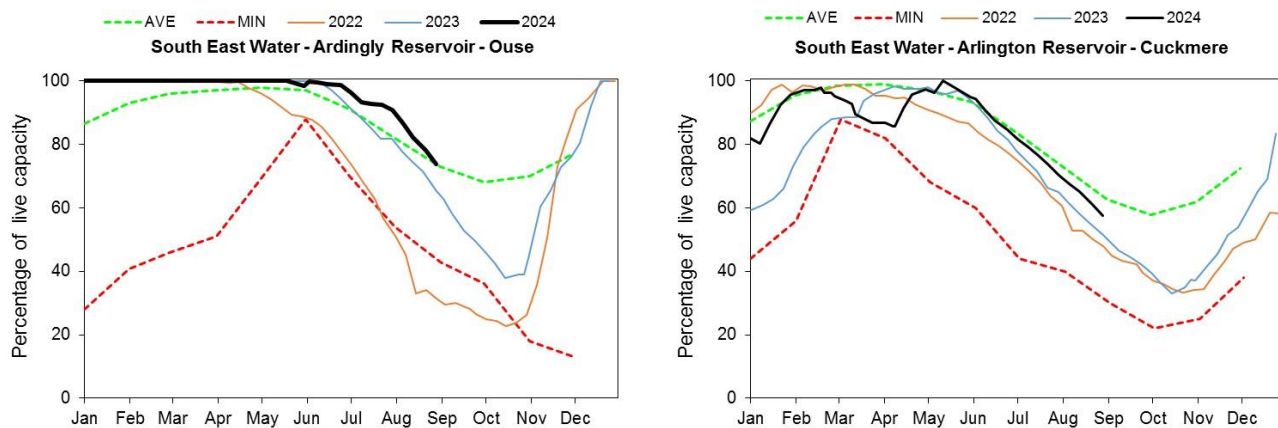 AVE MIN 2022 2023 2024
South East Water - Ardingly Reservoir - Ouse
Percentage of live capacity
100
80
60
40
20
0
Jan Feb Mar Apr May Jun Jul Aug Sep Oct Nov Dec
AVE MIN 2022 2023 2024
South East Water - Arlington Reservoir - Cuckmere
Percentage of live capacity
100
80
60
40
20
0
Jan Feb Mar Apr May Jun Jul Aug Sep Oct Nov Dec